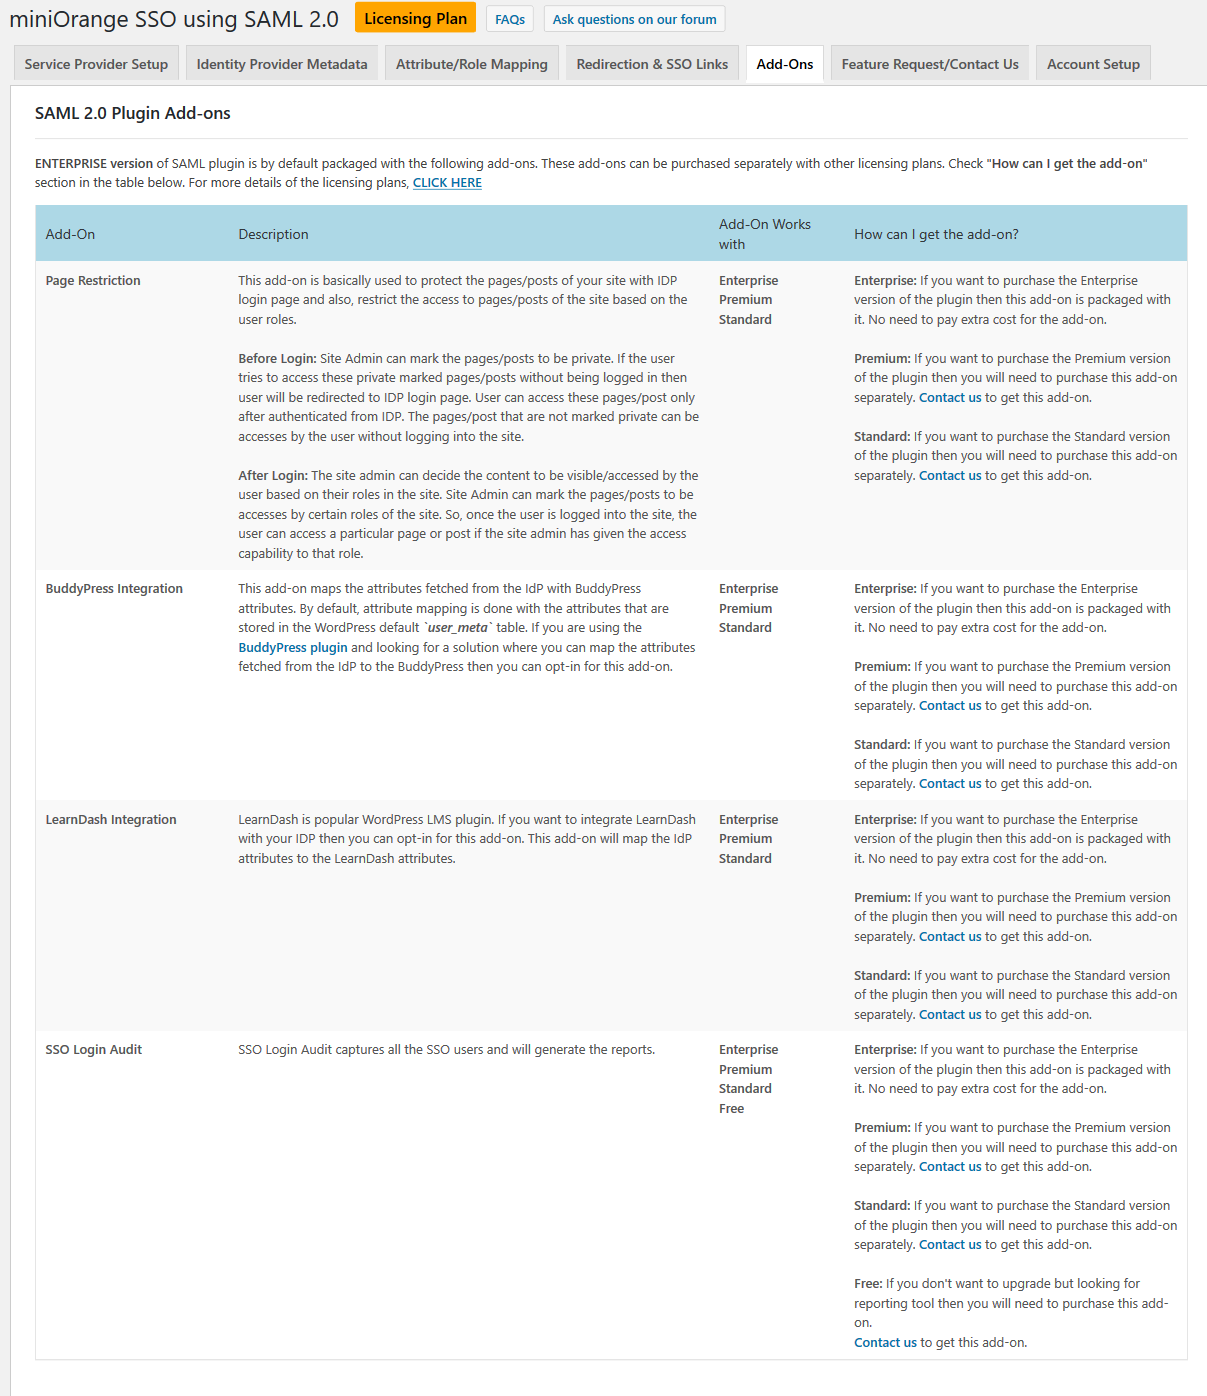 miniOrange SSO using SAML 2.0
Licensing Plan
FAQs
Ask questions on our forum
Service Provider Setup
Identity Provider Metadata
Attribute/Role Mapping
Redirection & SSO Links
Add-Ons
Feature Request/Contact Us
Account Setup
SAML 2.0 Plugin Add-ons
ENTERPRISE version of SAML plugin is by default packaged with the following add-ons. These add-ons can be purchased separately with other licensing plans. Check "How can I get the add-on"
section in the table below. For more details of the licensing plans, CLICK HERE
Add-On
Description
Add-On Works
with
How can I get the add-on?
Page Restriction
This add-on is basically used to protect the pages/posts of your site with IDP
login page and also, restrict the access to pages/posts of the site based on the
user roles.
Before Login: Site Admin can mark the pages/posts to be private. If the user
tries to access these private marked pages/posts without being logged in then
user will be redirected to IDP login page. User can access these pages/post only
after authenticated from IDP. The pages/post that are not marked private can be
accesses by the user without logging into the site.
After Login: The site admin can decide the content to be visible/accessed by the
user based on their roles in the site. Site Admin can mark the pages/posts to be
accesses by certain roles of the site. So, once the user is logged into the site, the
user can access a particular page or post if the site admin has given the access
capability to that role.
Enterprise
Premium
Standard
Enterprise: If you want to purchase the Enterprise
version of the plugin then this add-on is packaged with
it. No need to pay extra cost for the add-on.
Premium: If you want to purchase the Premium version
of the plugin then you will need to purchase this add-on
separately. Contact us to get this add-on.
Standard: If you want to purchase the Standard version
of the plugin then you will need to purchase this add-on
separately. Contact us to get this add-on.
BuddyPress Integration
This add-on maps the attributes fetched from the IdP with BuddyPress
attributes. By default, attribute mapping is done with the attributes that are
stored in the WordPress default `user_meta` table. If you are using the
BuddyPress plugin and looking for a solution where you can map the attributes
fetched from the IdP to the BuddyPress then you can opt-in for this add-on.
Enterprise
Premium
Standard
Enterprise: If you want to purchase the Enterprise
version of the plugin then this add-on is packaged with
it. No need to pay extra cost for the add-on.
Premium: If you want to purchase the Premium version
of the plugin then you will need to purchase this add-on
separately. Contact us to get this add-on.
Standard: If you want to purchase the Standard version
of the plugin then you will need to purchase this add-on
separately. Contact us to get this add-on.
LearnDash Integration
LearnDash is popular WordPress LMS plugin. If you want to integrate LearnDash
with your IDP then you can opt-in for this add-on. This add-on will map the IdP
attributes to the LearnDash attributes.
Enterprise
Premium
Standard
Enterprise: If you want to purchase the Enterprise
version of the plugin then this add-on is packaged with
it. No need to pay extra cost for the add-on.
Premium: If you want to purchase the Premium version
of the plugin then you will need to purchase this add-on
separately. Contact us to get this add-on.
Standard: If you want to purchase the Standard version
of the plugin then you will need to purchase this add-on
separately. Contact us to get this add-on.
SSO Login Audit
SSO Login Audit captures all the SSO users and will generate the reports.
Enterprise
Premium
Standard
Free
Enterprise: If you want to purchase the Enterprise
version of the plugin then this add-on is packaged with
it. No need to pay extra cost for the add-on.
Premium: If you want to purchase the Premium version
of the plugin then you will need to purchase this add-on
separately. Contact us to get this add-on.
Standard: If you want to purchase the Standard version
of the plugin then you will need to purchase this add-on
separately. Contact us to get this add-on.
Free: If you don't want to upgrade but looking for
reporting tool then you will need to purchase this add-
on.
Contact us to get this add-on.